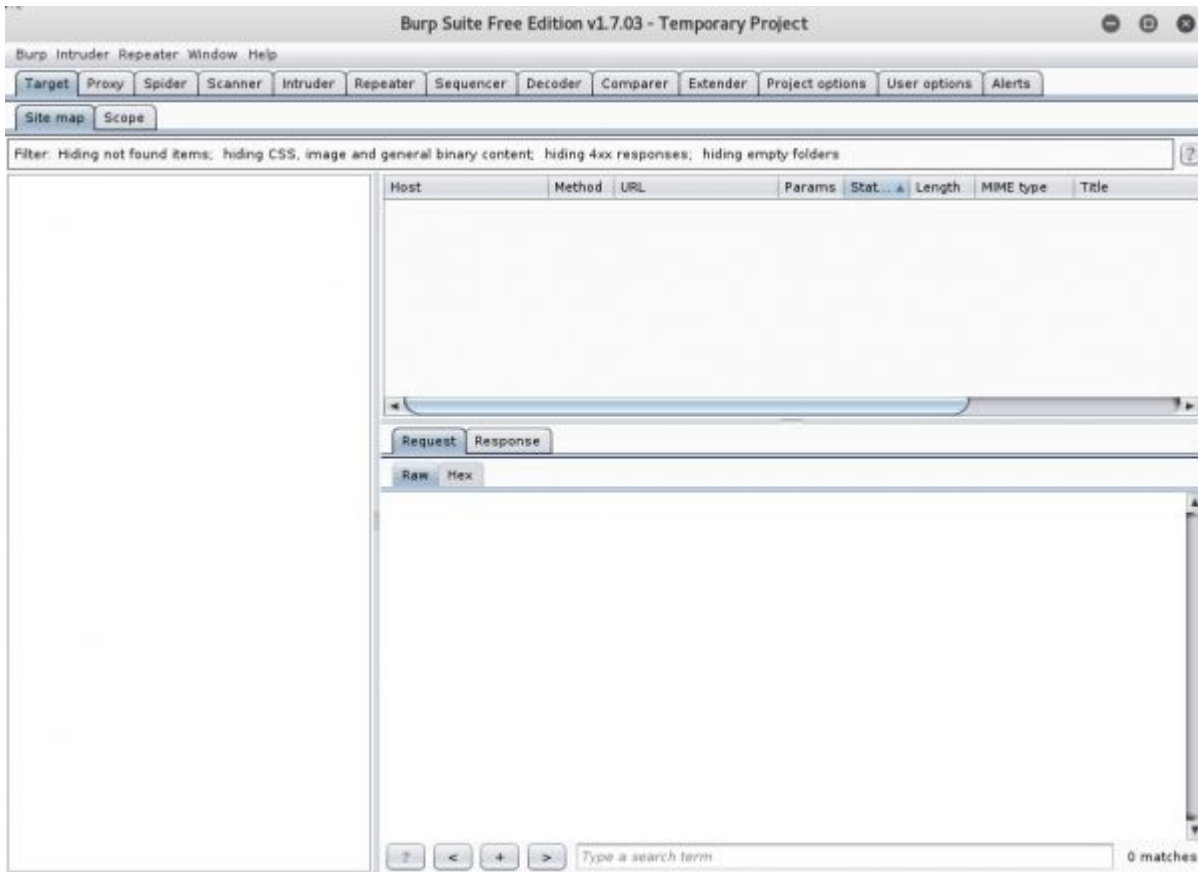 Burp Suite Free Edition v1.7.03 - Temporary Project
Burp Intruder Repeater Window Help
Target Proxy Spider Scanner Intruder Repeater Sequencer Decoder Comparer Extender Project options User options Alerts
Site map Scope
Filter: Hiding not found items; hiding CSS, image and general binary content; hiding 4xx responses; hiding empty folders ?
Host Method URL Params Stat... Length MIME type Title
Request Response
Raw Hex
? < + > Type a search term 0 matches